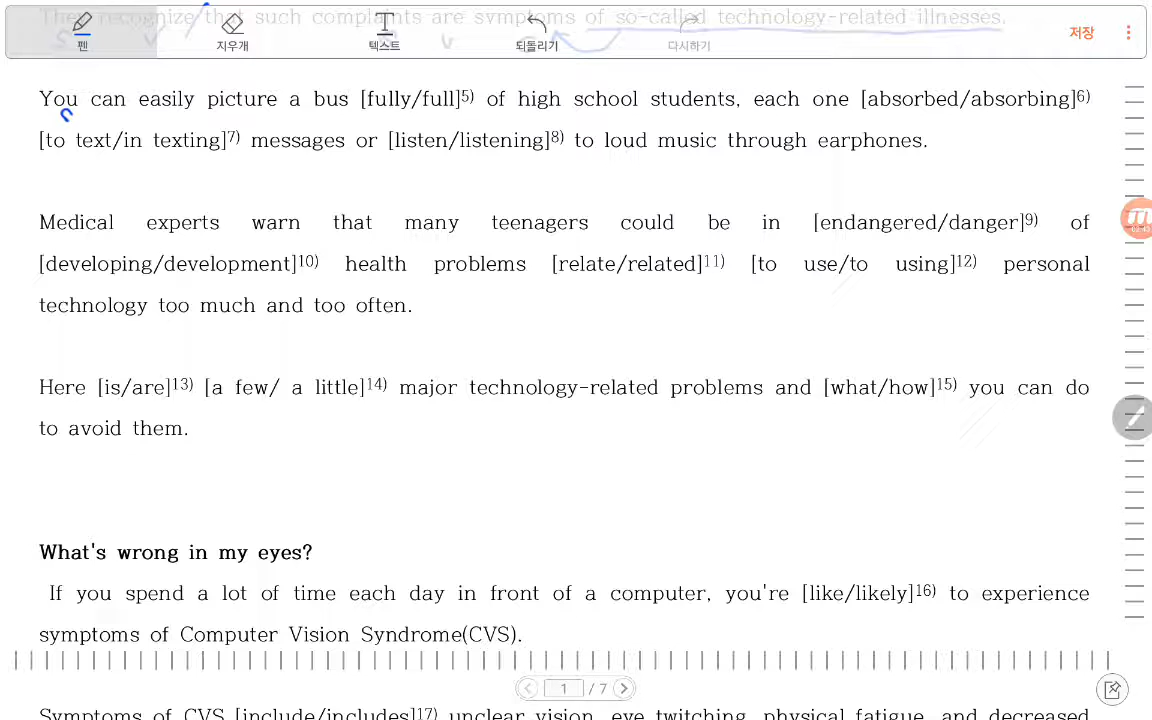 They recognize that such complaints are symptoms of so-called technology-related illnesses.
펜 지우개 텍스트 되돌리기 다시하기 저장
You can easily picture a bus [fully/full]5) of high school students, each one [absorbed/absorbing]6)
[to text/in texting]7) messages or [listen/listening]8) to loud music through earphones.
Medical experts warn that many teenagers could be in [endangered/danger]9) of
[developing/development]10) health problems [relate/related]11) [to use/to using]12) personal
technology too much and too often.
Here [is/are]13) [a few/ a little]14) major technology-related problems and [what/how]15) you can do
to avoid them.
What's wrong in my eyes?
If you spend a lot of time each day in front of a computer, you're [like/likely]16) to experience
symptoms of Computer Vision Syndrome(CVS).
1 / 7
Symptoms of CVS [include/includes]17) unclear vision, eye twitching, physical fatigue, and decreased